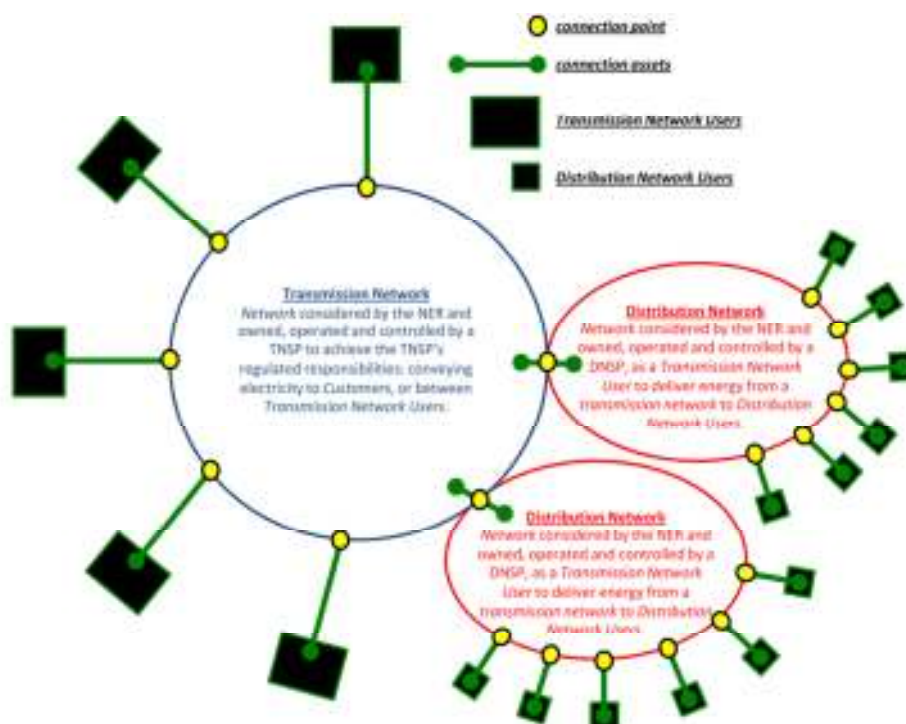 connection point
connection assets
Transmission Network Users
Distribution Network Users
Transmission Network
Network considered by the NER and
owned, operated and controlled by a
TNSP to achieve the TNSP's
regulated responsibilities: conveying
electricity to Customers, or between
Transmission Network Users.
Distribution Network
Network considered by the NER and
owned, operated and controlled by a
DNSP, as a Transmission Network
User to deliver energy from a
transmission network to Distribution
Network Users.
Distribution Network
Network considered by the NER and
owned, operated and controlled by a
DNSP, as a Transmission Network
User to deliver energy from a
transmission network to Distribution
Network Users.